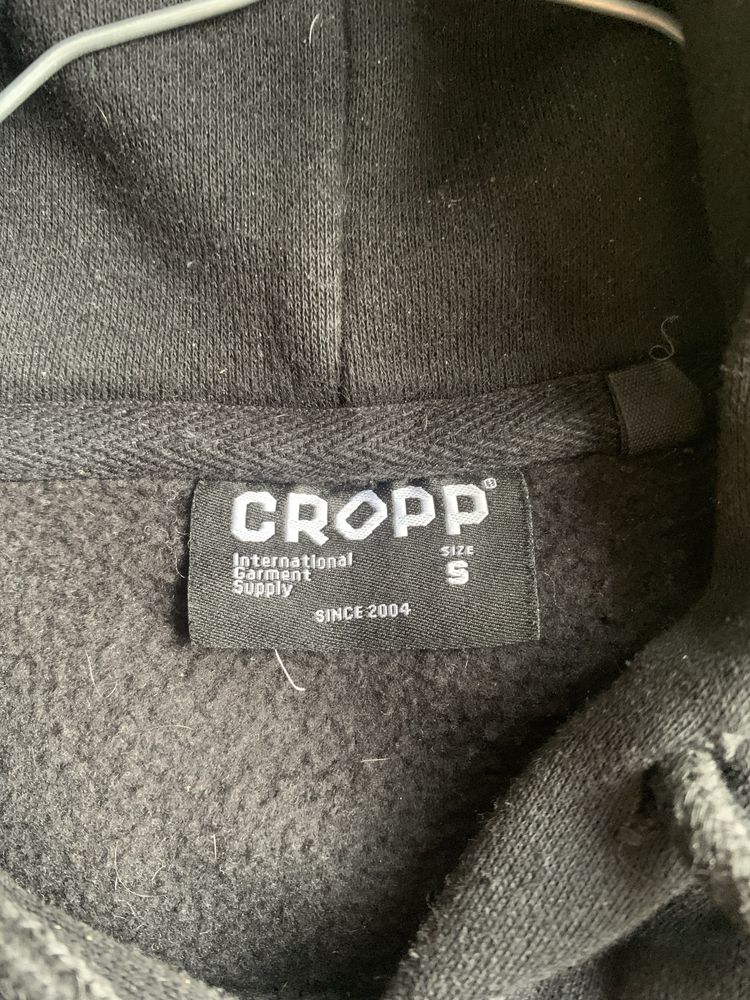 CROPP®
International
Garment
Supply
SIZE
S
SINCE 2004